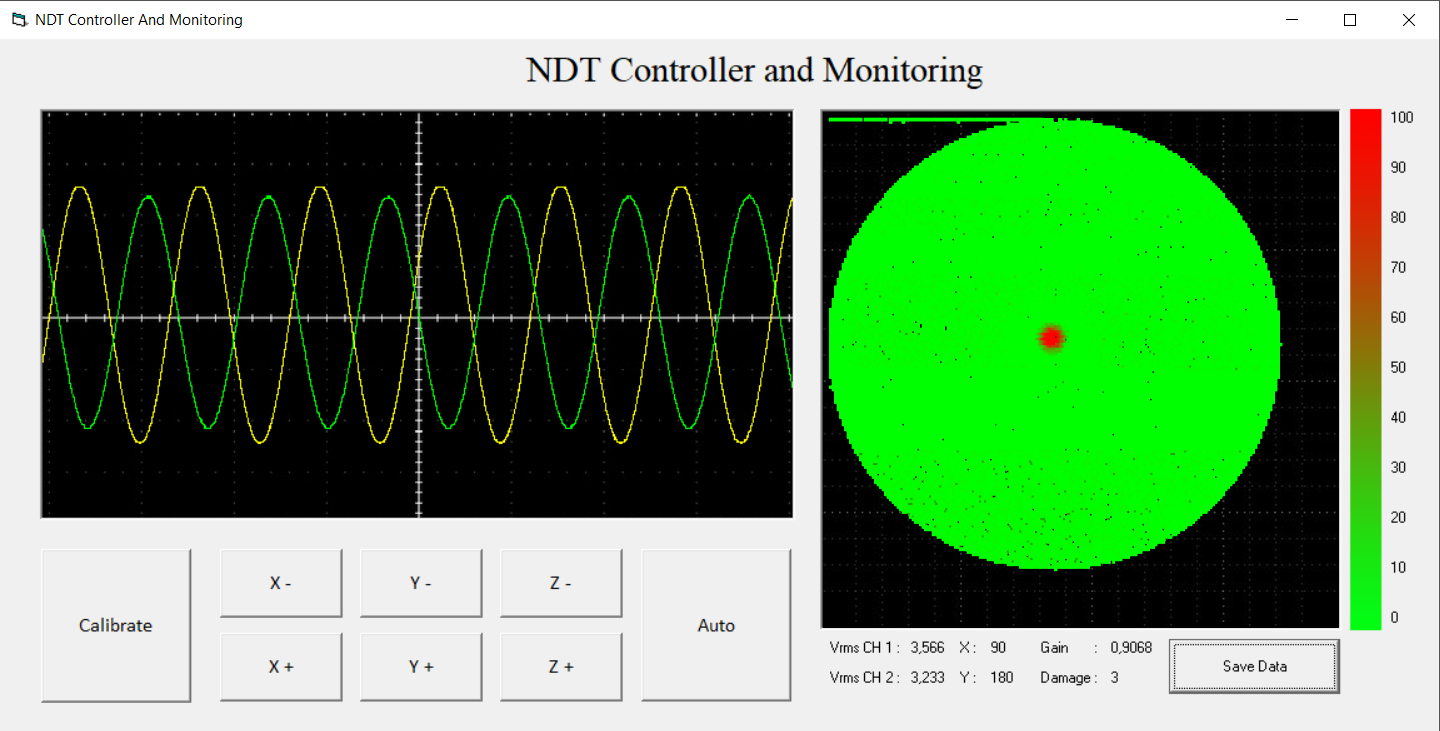 NDT Controller And Monitoring
NDT Controller and Monitoring
100
90
80
70
60
50
40
30
20
10
0
Calibrate
X -
Y -
Z -
X +
Y +
Z +
Auto
Vrms CH 1 : 3,566 X : 90 Gain : 0,9068
Vrms CH 2 : 3,233 Y : 180 Damage : 3
Save Data